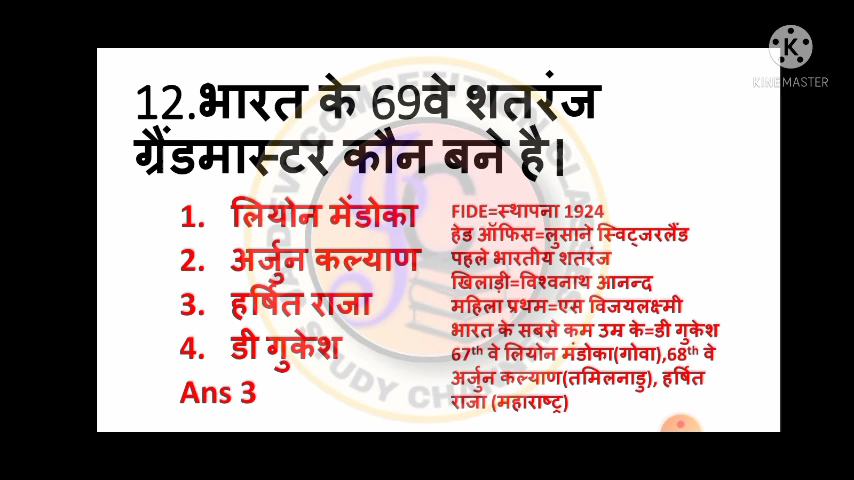 KINEMASTER
12.भारत के 69वे शतरंज
ग्रैंडमास्टर कौन बने है।
1. लियोन मेंडोका
2. अर्जुन कल्याण
3. हर्षित राजा
4. डी गुकेश
Ans 3
FIDE=स्थापना 1924
हेड ऑफिस=लुसाने स्विट्जरलैंड
पहले भारतीय शतरंज
खिलाड़ी=विश्वनाथ आनन्द
महिला प्रथम=एस विजयलक्ष्मी
भारत के सबसे कम उम्र के=डी गुकेश
67th वे लियोन मंडोका(गोवा),68th वे
अर्जुन कल्याण(तमिलनाडु), हर्षित
राजा (महाराष्ट्र)